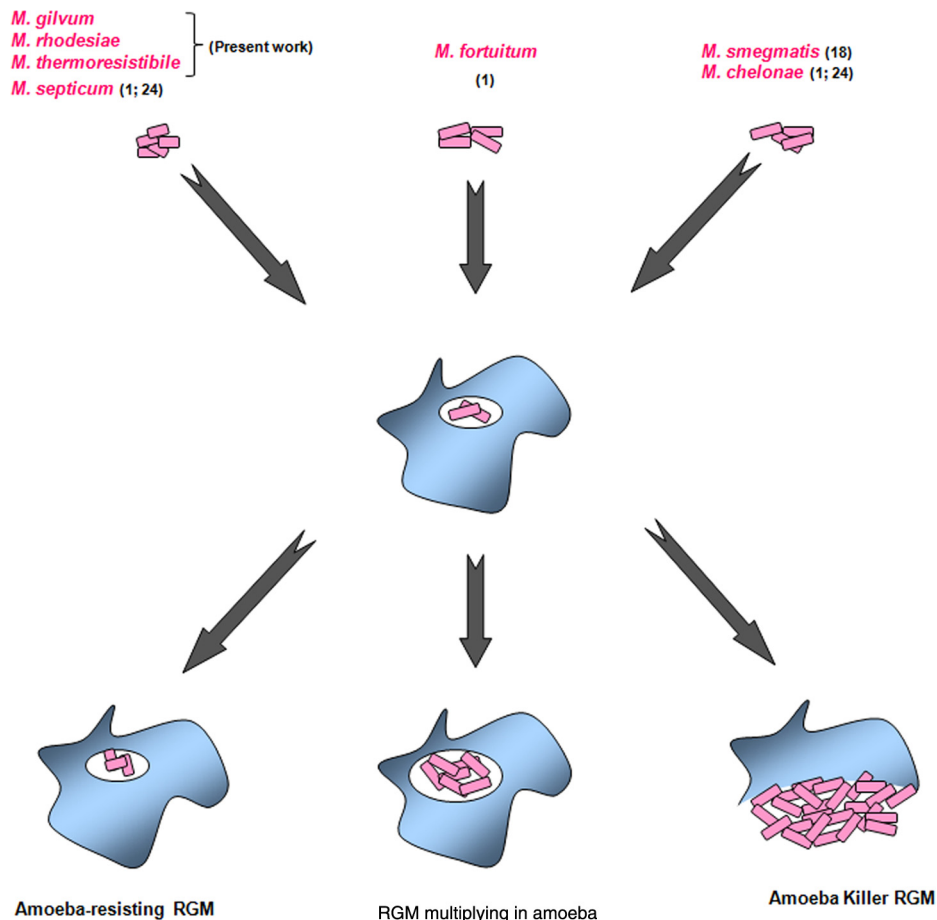 M. gilvum
M. rhodesiae
M. thermoresistibile
(Present work)
M. septicum (1; 24)
M. fortuitum
(1)
M. smegmatis (18)
M. chelonae (1; 24)
Amoeba-resisting RGM
RGM multiplying in amoeba
Amoeba Killer RGM